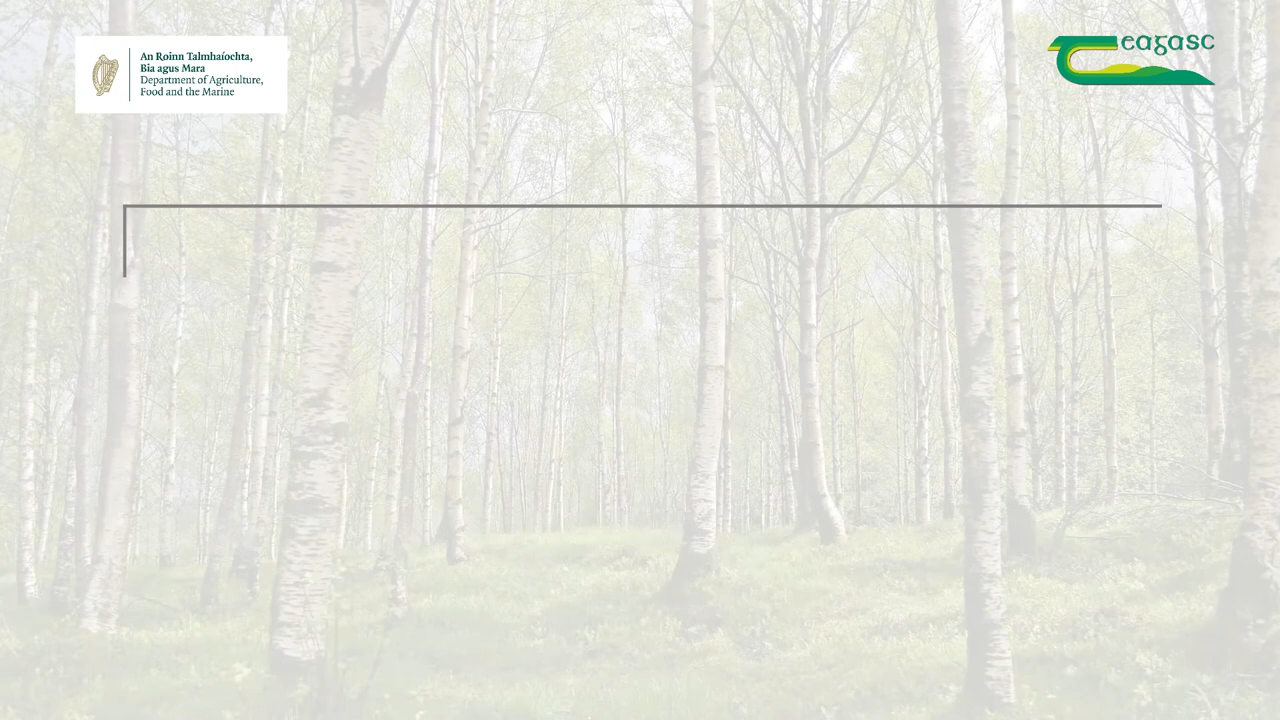 An Roinn Talmhaíochta,
Bia agus Mara
Department of Agriculture,
Food and the Marine
Teagasc